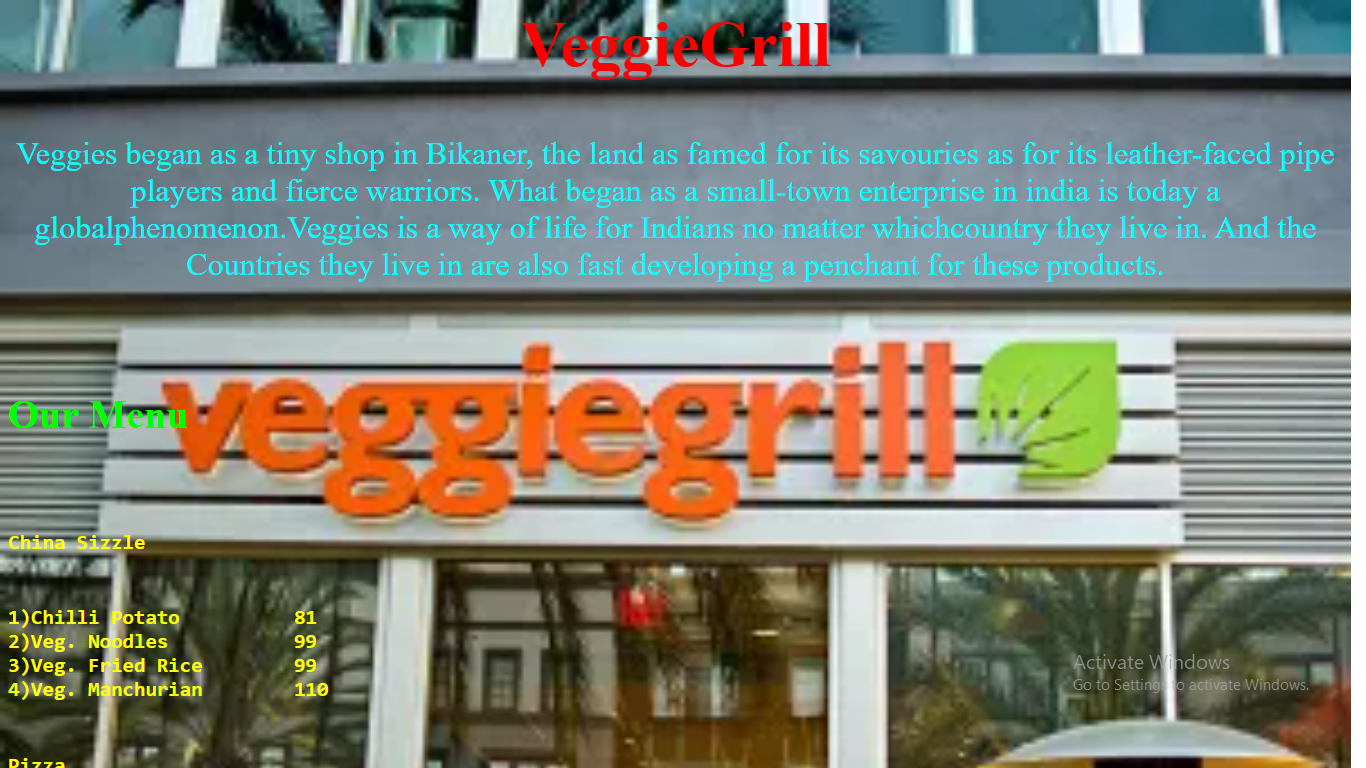 VeggieGrill
Veggies began as a tiny shop in Bikaner, the land as famed for its savouries as for its leather-faced pipe
players and fierce warriors. What began as a small-town enterprise in india is today a
globalphenomenon.Veggies is a way of life for Indians no matter whichcountry they live in. And the
Countries they live in are also fast developing a penchant for these products.
veggiegrill
Our Menu
China Sizzle
1)Chilli Potato 81
2)Veg. Noodles 99
3)Veg. Fried Rice 99
4)Veg. Manchurian 110
Activate Windows
Go to Settings to activate Windows.
Pizza